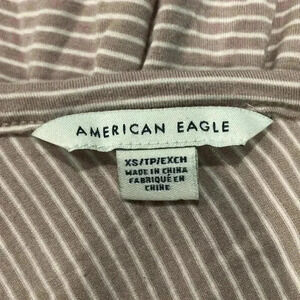 AMERICAN EAGLE
XS/TP/EXCH
MADE IN CHINA
FABRIQUÉ EN
CHINE